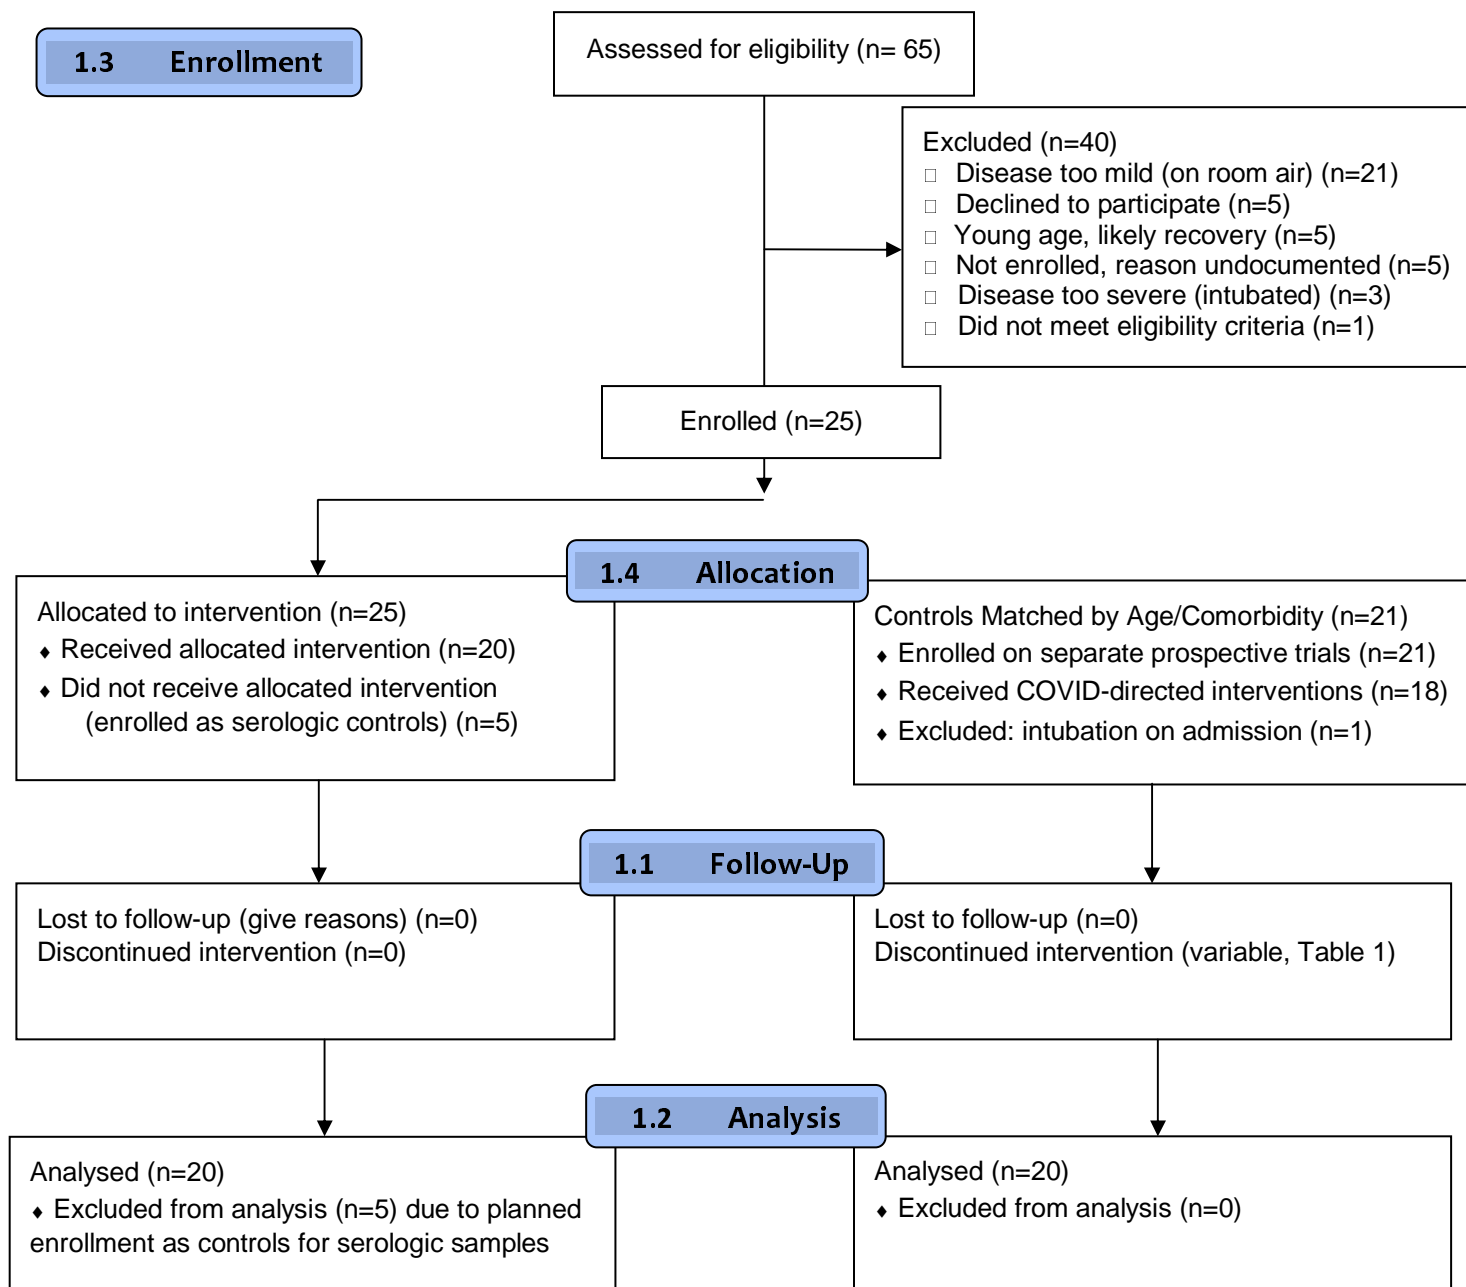 1.3 Enrollment
Assessed for eligibility (n= 65)
Excluded (n=40)
□ Disease too mild (on room air) (n=21)
□ Declined to participate (n=5)
□ Young age, likely recovery (n=5)
□ Not enrolled, reason undocumented (n=5)
□ Disease too severe (intubated) (n=3)
□ Did not meet eligibility criteria (n=1)
Enrolled (n=25)
1.4 Allocation
Allocated to intervention (n=25)
♦ Received allocated intervention (n=20)
♦ Did not receive allocated intervention
(enrolled as serologic controls) (n=5)
Controls Matched by Age/Comorbidity (n=21)
♦ Enrolled on separate prospective trials (n=21)
♦ Received COVID-directed interventions (n=18)
♦ Excluded: intubation on admission (n=1)
1.1 Follow-Up
Lost to follow-up (give reasons) (n=0)
Discontinued intervention (n=0)
Lost to follow-up (n=0)
Discontinued intervention (variable, Table 1)
1.2 Analysis
Analysed (n=20)
♦ Excluded from analysis (n=5) due to planned
enrollment as controls for serologic samples
Analysed (n=20)
♦ Excluded from analysis (n=0)